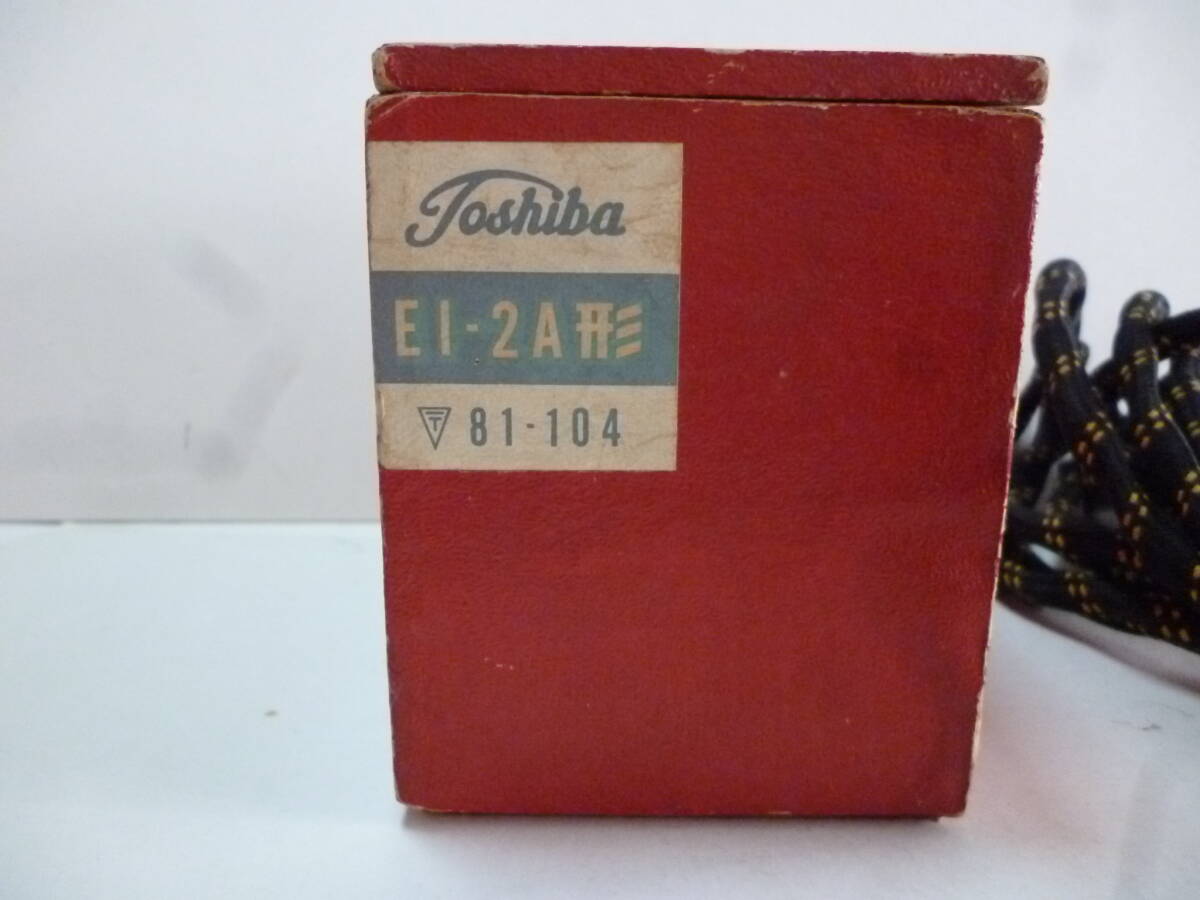 Toshiba
EI-2A形
〒 81-104